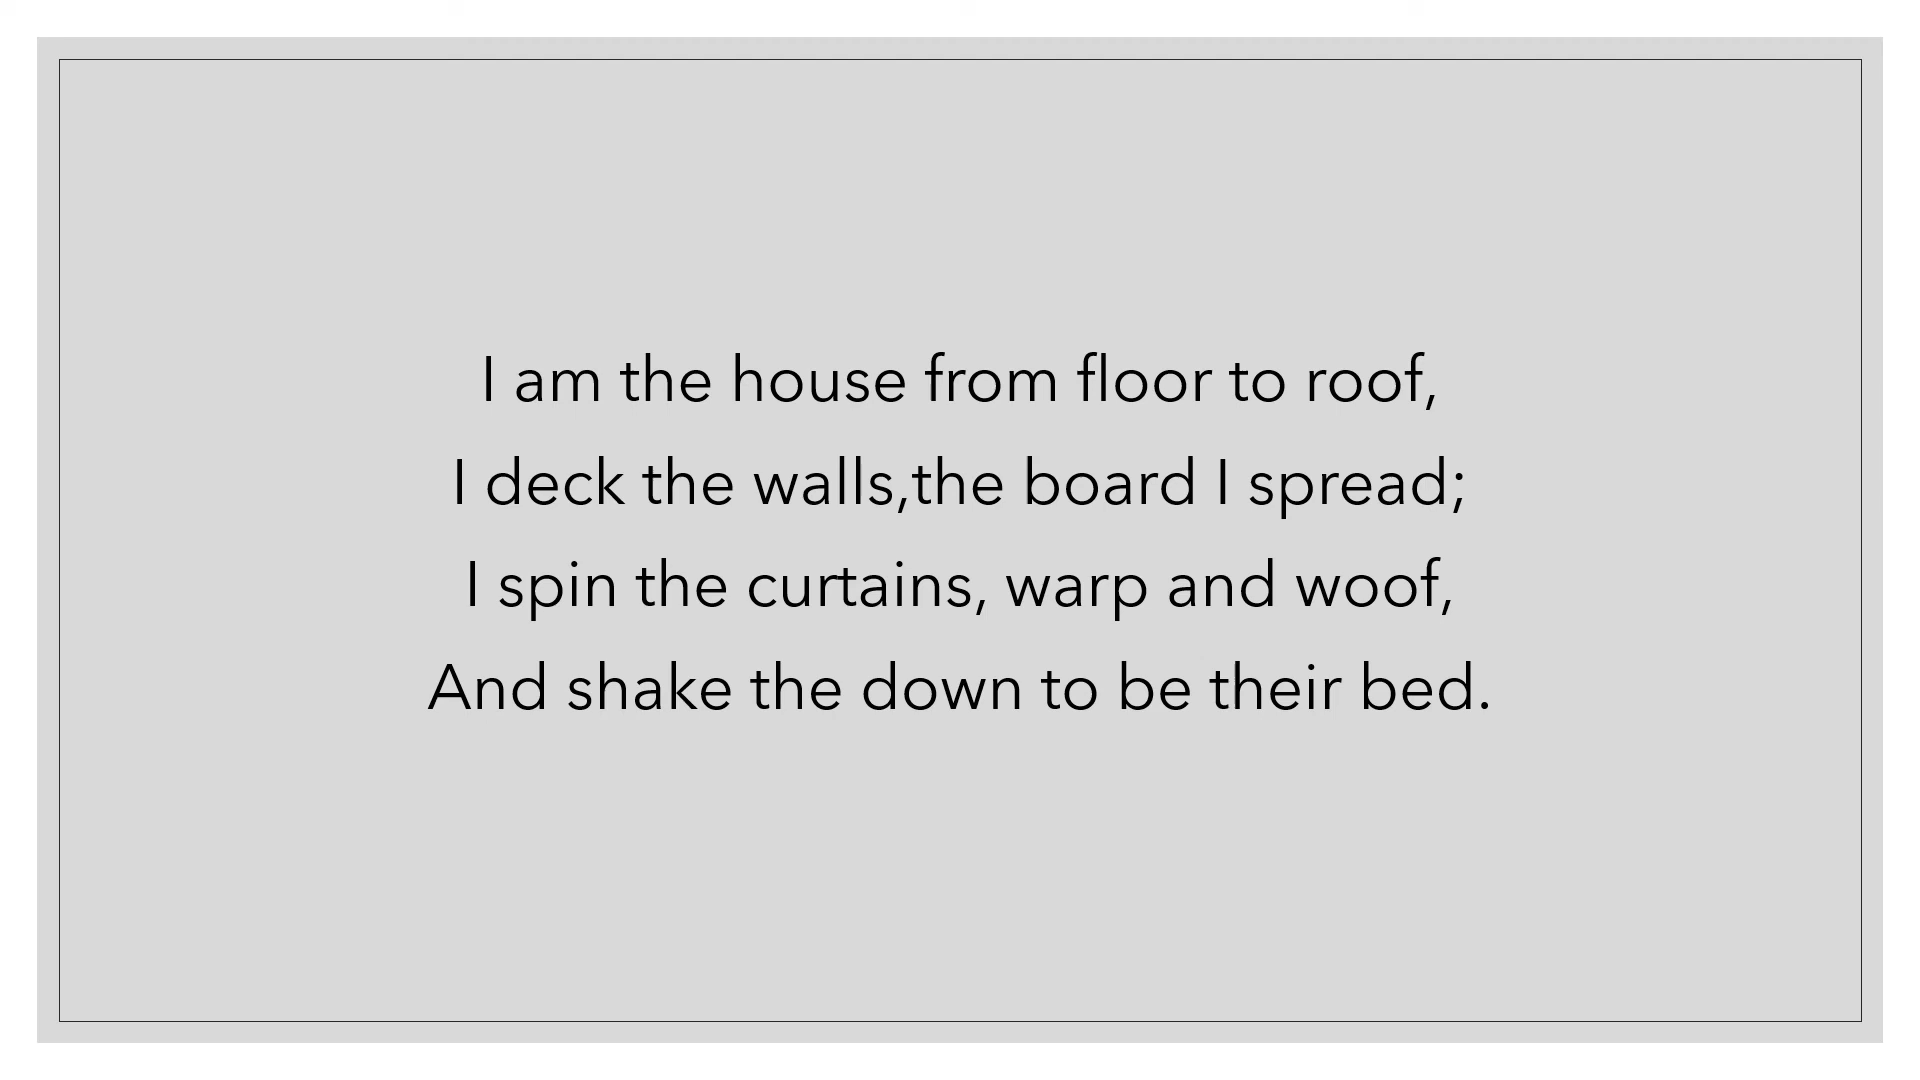 I am the house from floor to roof,
I deck the walls,the board I spread;
I spin the curtains, warp and woof,
And shake the down to be their bed.